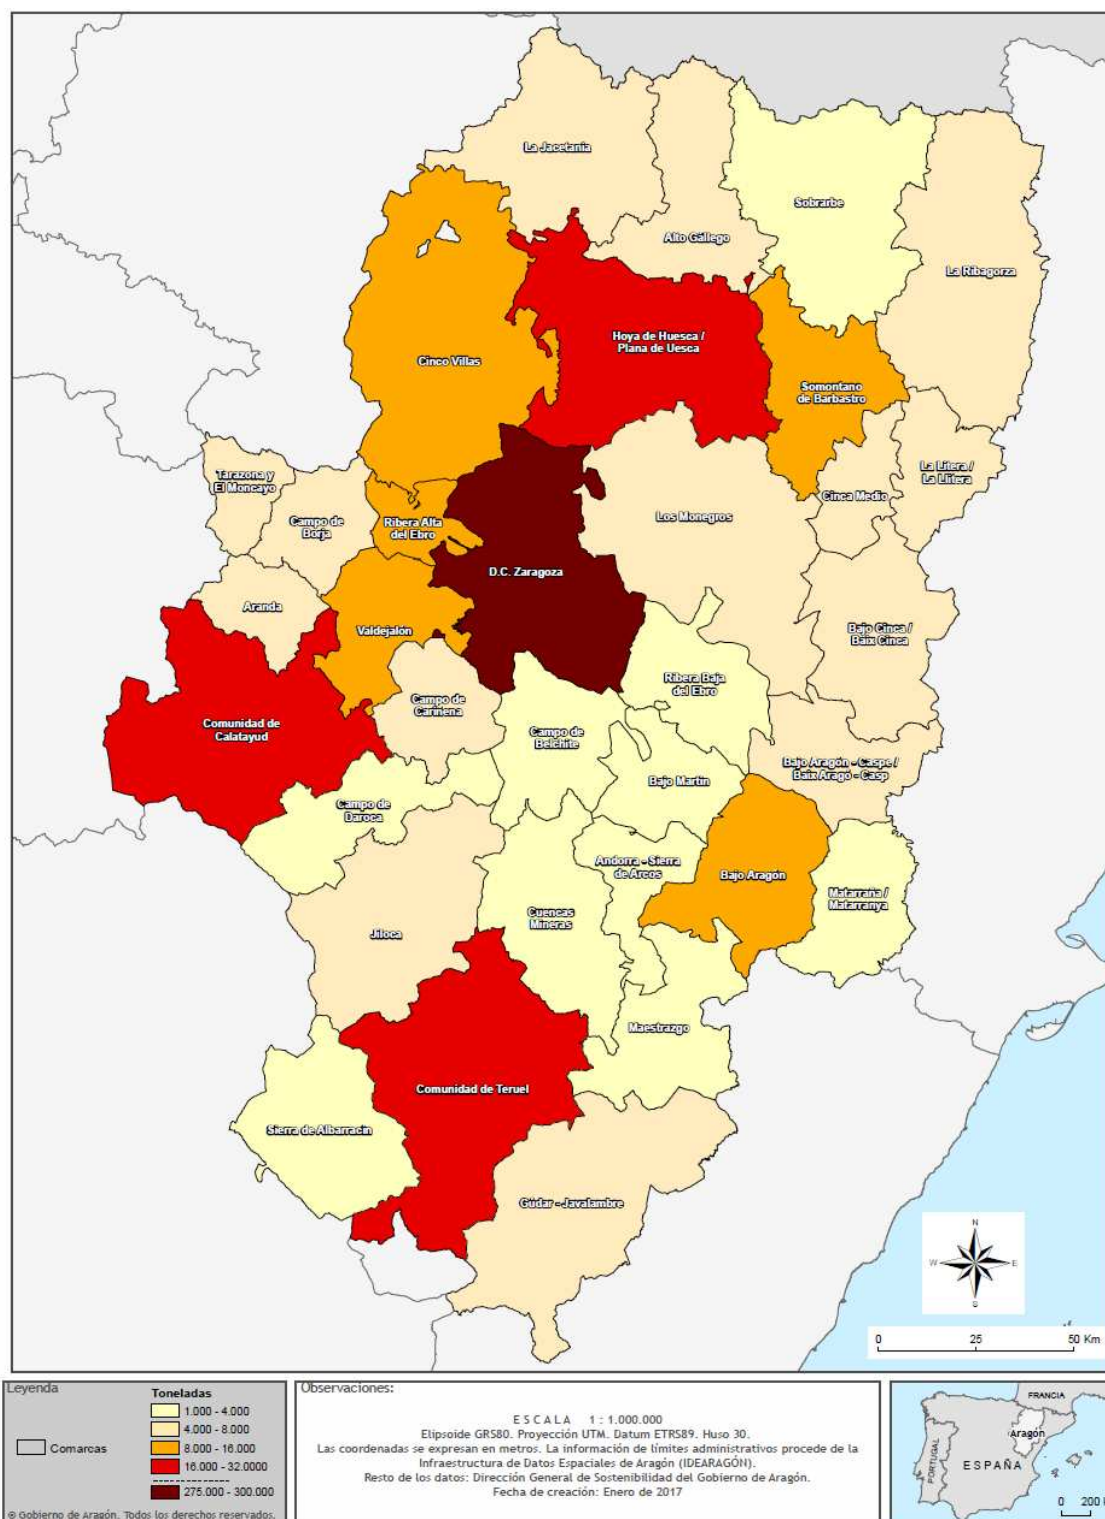 La Jacetania
Sobrarbe
Alto Gállego
La Ribagorza
Hoya de Huesca /
Plana de Uesca
Cinco Villas
Somontano
de Barbastro
Tarazona y
El Moncayo
La Litera /
La Llitera
Cinca Medio
Campo de
Borja
Ribera Alta
del Ebro
Los Monegros
D.C. Zaragoza
Aranda
Valdejalón
Bajo Cinca /
Baix Cinca
Ribera Baja
del Ebro
Campo de
Cariñena
Comunidad de
Calatayud
Campo de
Belchite
Bajo Aragón - Caspe /
Baix Aragó - Casp
Bajo Martín
Campo de
Daroca
Andorra - Sierra
de Arcos
Bajo Aragón
Matarraña /
Matarranya
Cuencas
Mineras
Jiloca
Maestrazgo
Comunidad de Teruel
Sierra de Albarracín
Gúdar - Javalambre
N
W E
S
0 25 50 Km
Leyenda
Toneladas
1.000 - 4.000
4.000 - 8.000
Comarcas
8.000 - 16.000
16.000 - 32.0000
275.000 - 300.000
© Gobierno de Aragón. Todos los derechos reservados.
Observaciones:
ESCALA 1 : 1.000.000
Elipsoide GRS80. Proyección UTM. Datum ETRS89. Huso 30.
Las coordenadas se expresan en metros. La información de límites administrativos procede de la
Infraestructura de Datos Espaciales de Aragón (IDEARAGÓN).
Resto de los datos: Dirección General de Sostenibilidad del Gobierno de Aragón.
Fecha de creación: Enero de 2017
FRANCIA
Aragón
PORTUGAL
ESPAÑA
0 200